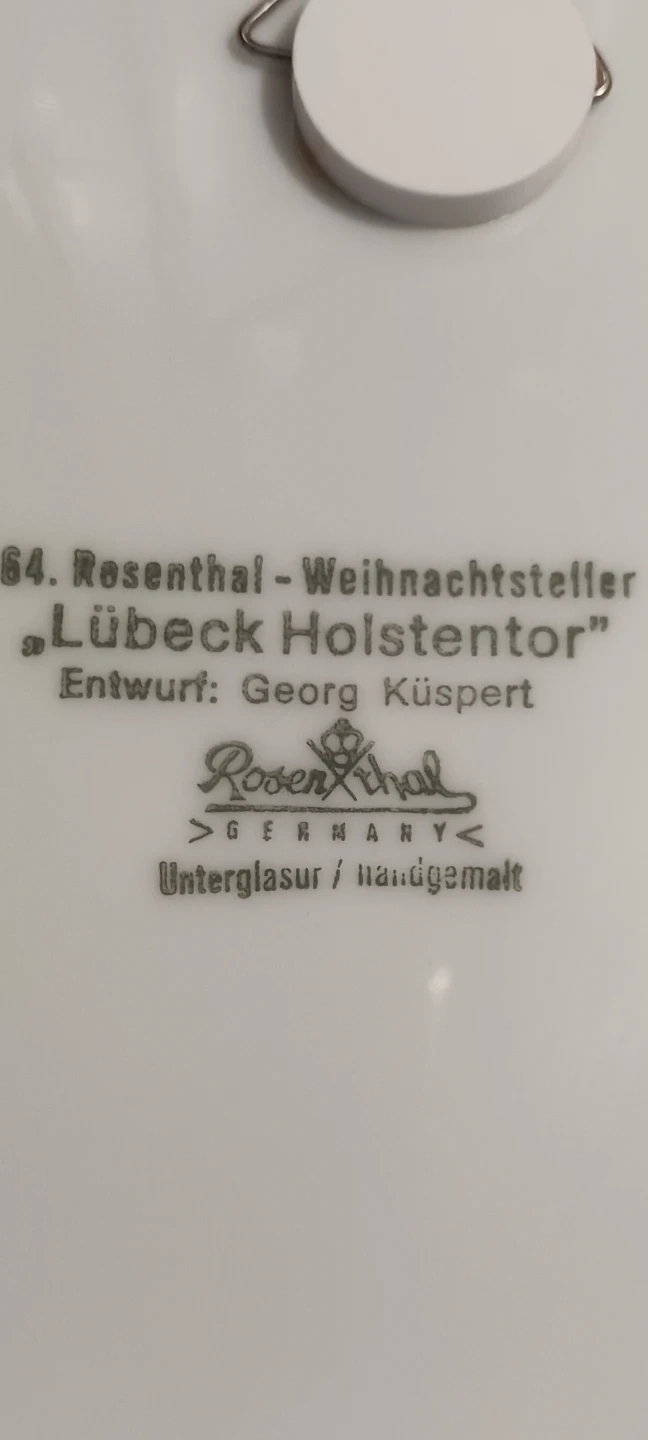 64. Rosenthal - Weihnachtsteller
„Lübeck Holstentor”
Entwurf: Georg Küspert
Rosenthal
>GERMANY<
Unterglasur / handgemalt